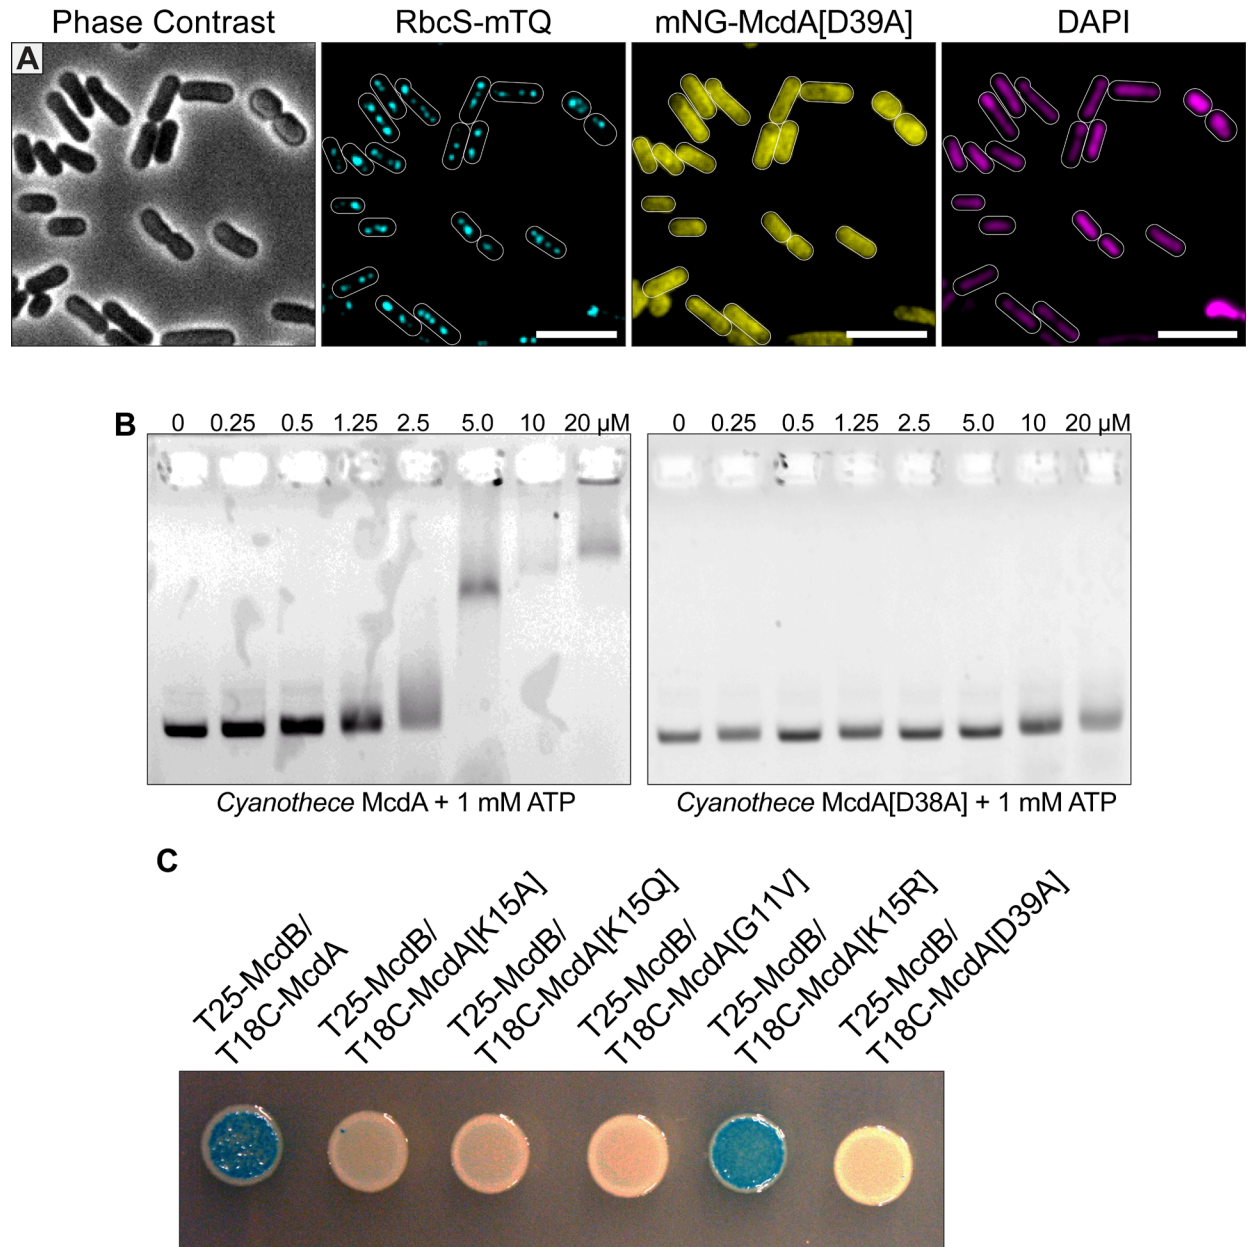 Phase Contrast RbcS-mTQ mNG-McdA[D39A] DAPI
A
B 0 0.25 0.5 1.25 2.5 5.0 10 20 µM 0 0.25 0.5 1.25 2.5 5.0 10 20 µM
Cyanothece McdA + 1 mM ATP Cyanothece McdA[D38A] + 1 mM ATP
C
T25-McdB/
T18C-McdA
T25-McdB/
T18C-McdA[K15A]
T25-McdB/
T18C-McdA[K15Q]
T25-McdB/
T18C-McdA[G11V]
T25-McdB/
T18C-McdA[K15R]
T25-McdB/
T18C-McdA[D39A]